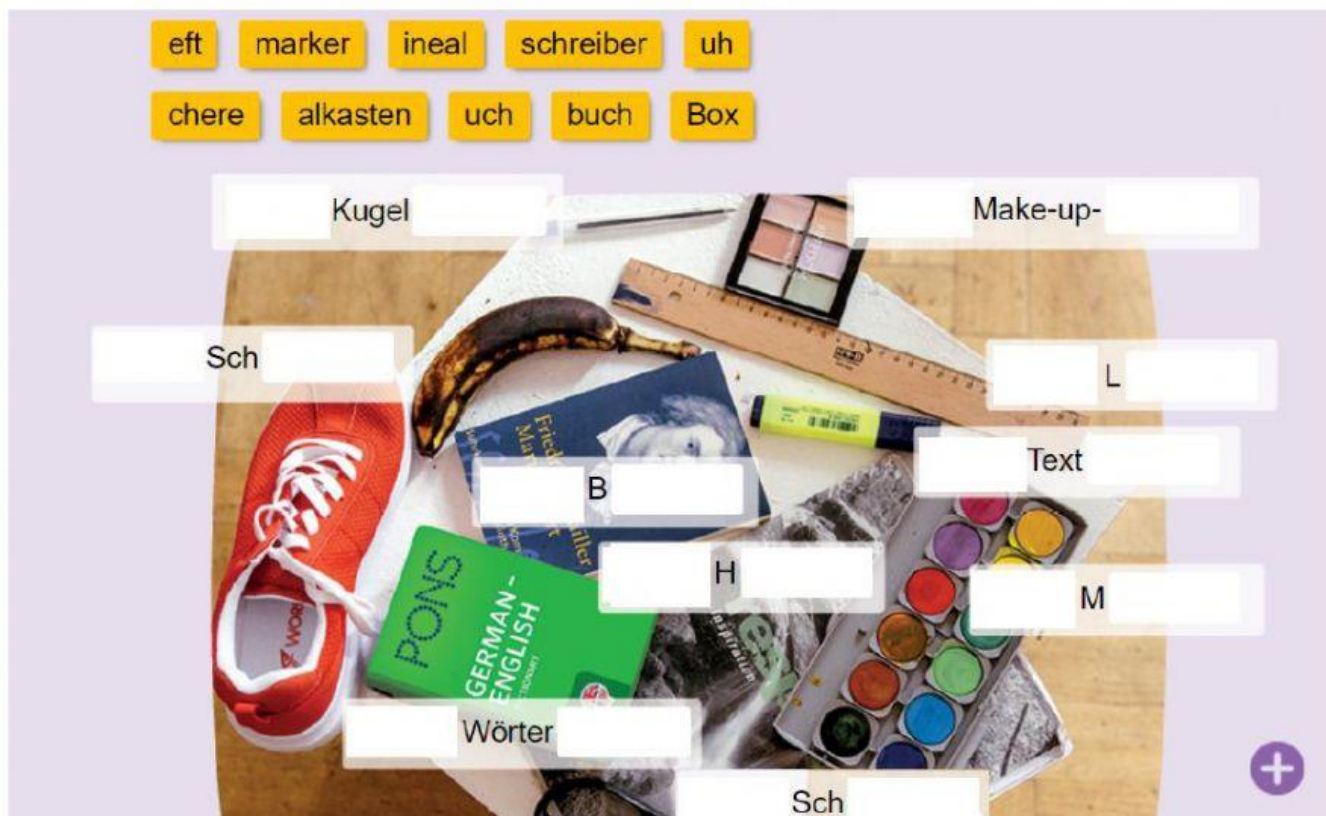 eft marker ineal schreiber uh
chere alkasten uch buch Box
Kugel Make-up-
Sch L
Text
B
H
M
PONS
GERMAN-
ENGLISH
Wörter
Sch